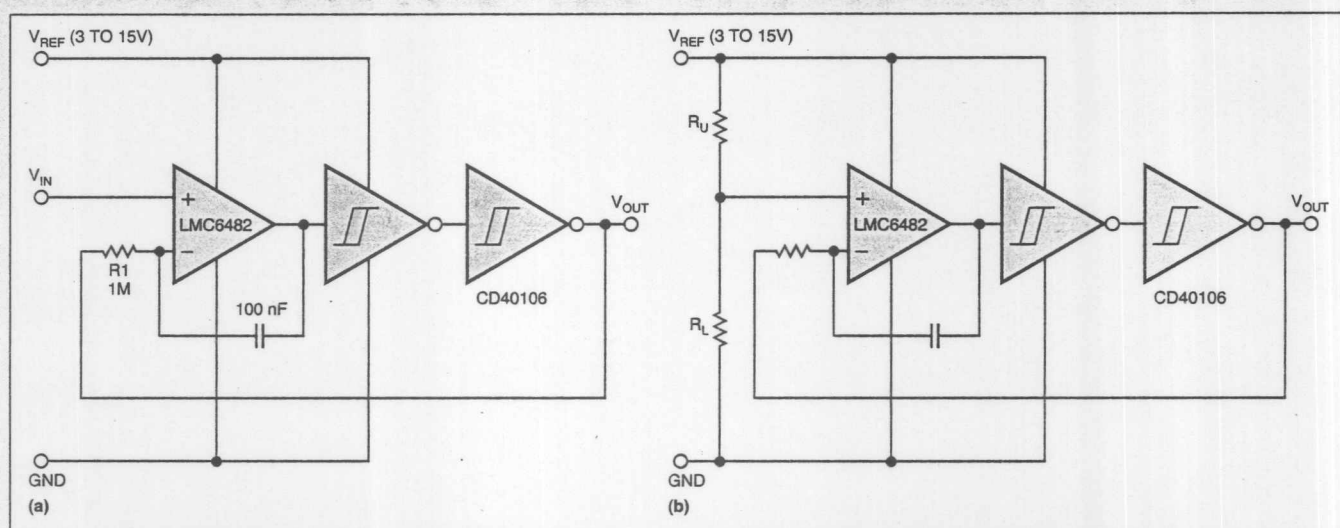 V_REF (3 TO 15V)
V_IN
+
LMC6482
−
R1
1M
100 nF
CD40106
V_OUT
GND
(a)
V_REF (3 TO 15V)
R_U
+
LMC6482
−
R_L
CD40106
V_OUT
GND
(b)